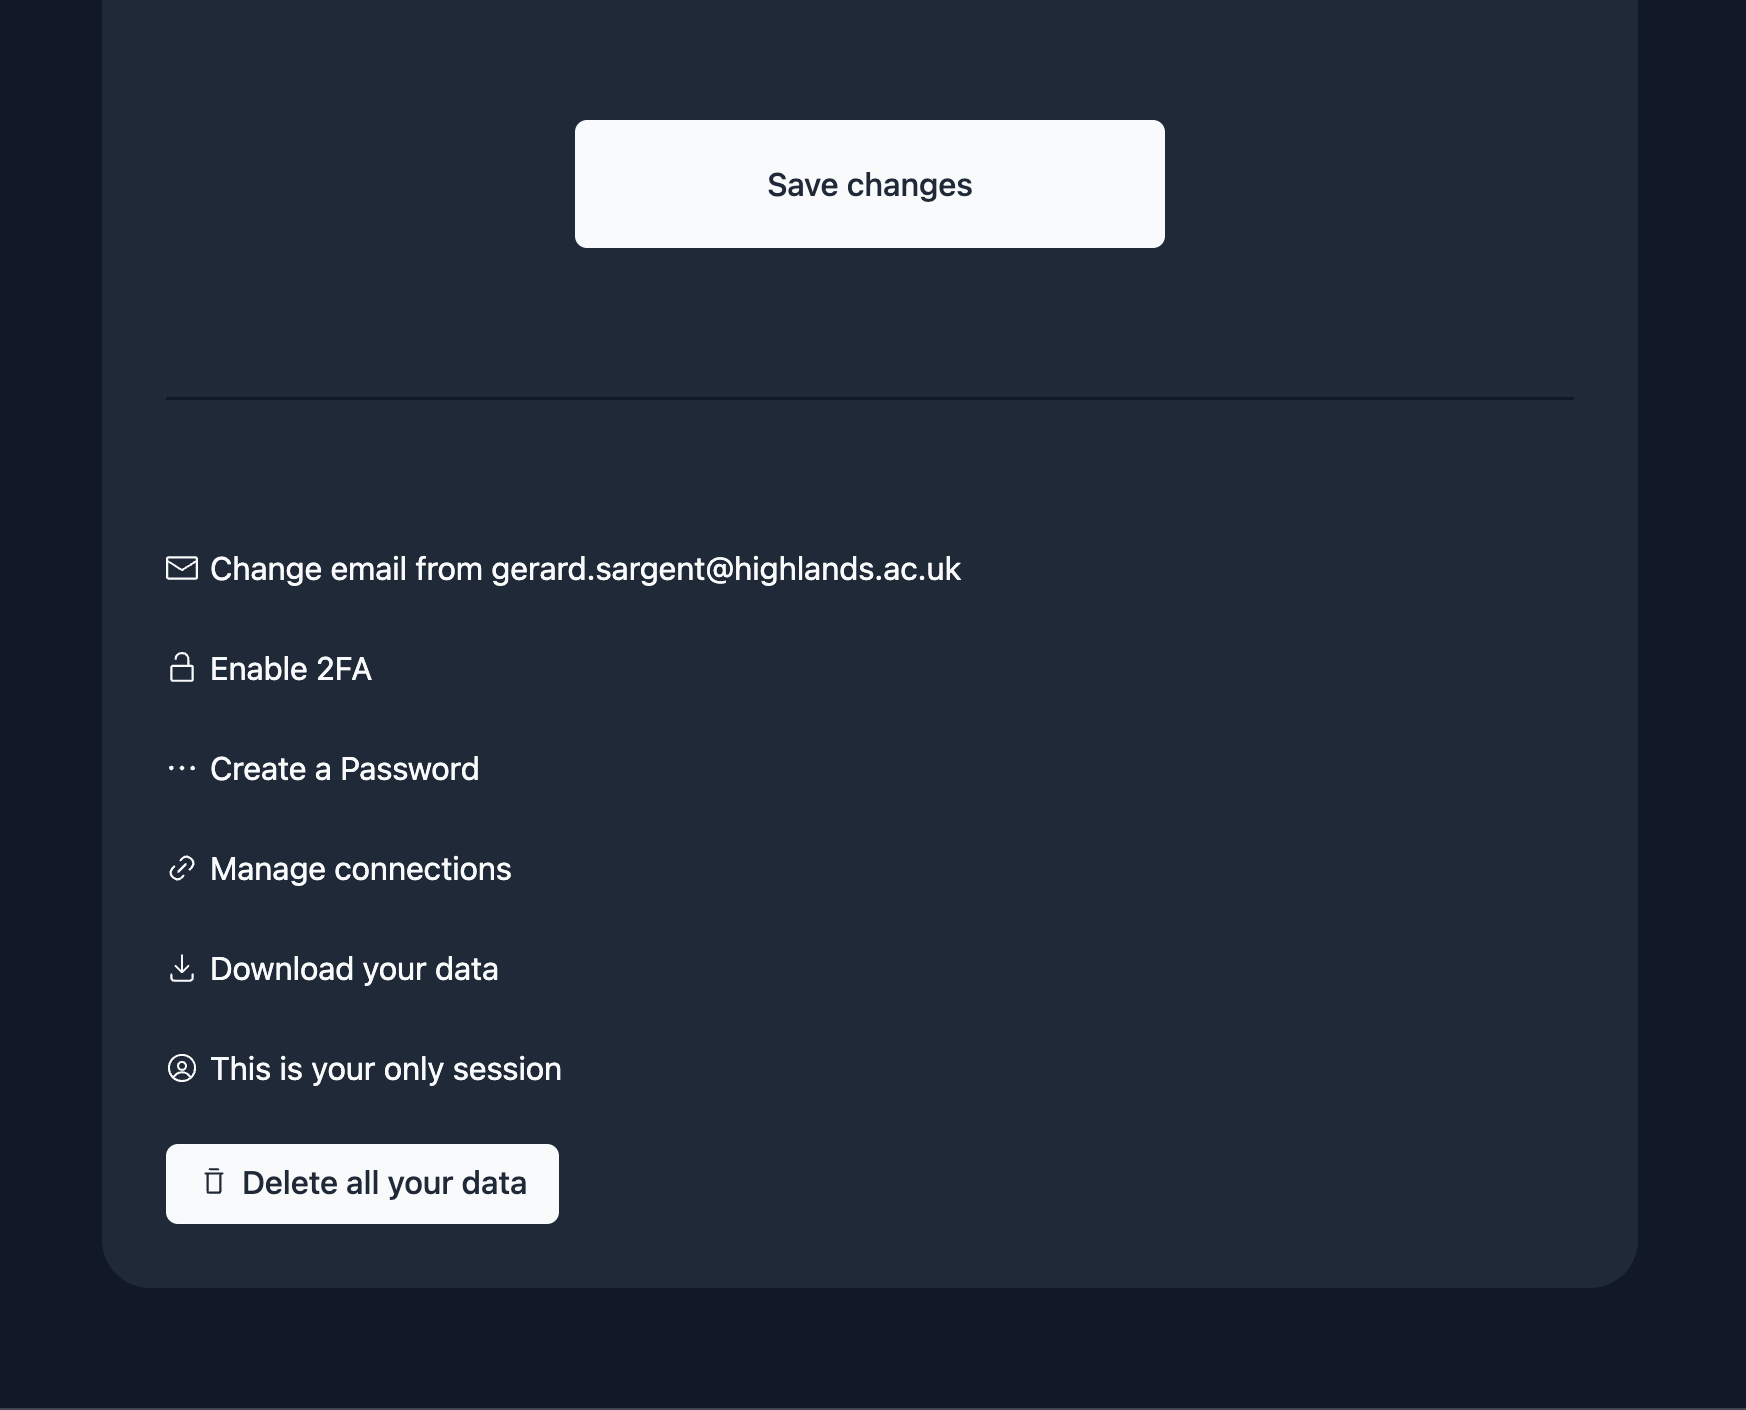 Save changes
Change email from gerard.sargent@highlands.ac.uk
Enable 2FA
Create a Password
Manage connections
Download your data
This is your only session
Delete all your data